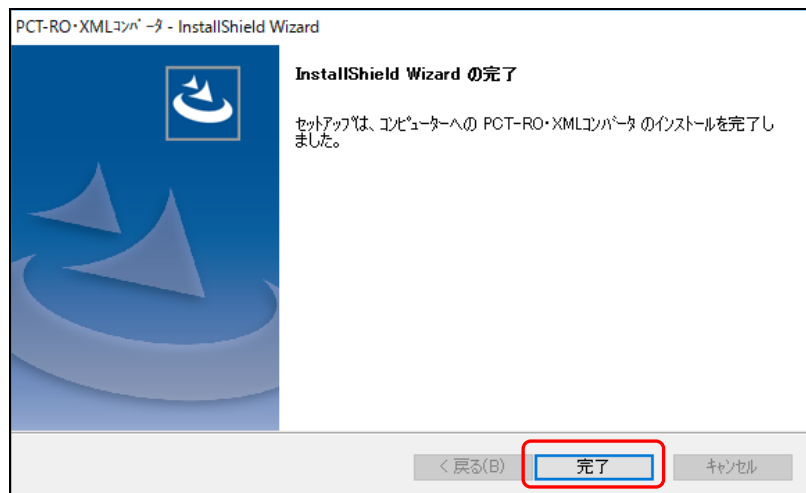 PCT-RO・XMLｺﾝﾊﾞｰﾀ - InstallShield Wizard
InstallShield Wizard の完了
ｾｯﾄｱｯﾌﾟは、ｺﾝﾋﾟｭｰﾀｰへの PCT-RO・XMLｺﾝﾊﾞｰﾀ のｲﾝｽﾄｰﾙを完了し
ました。
< 戻る(B)
完了
ｷｬﾝｾﾙ